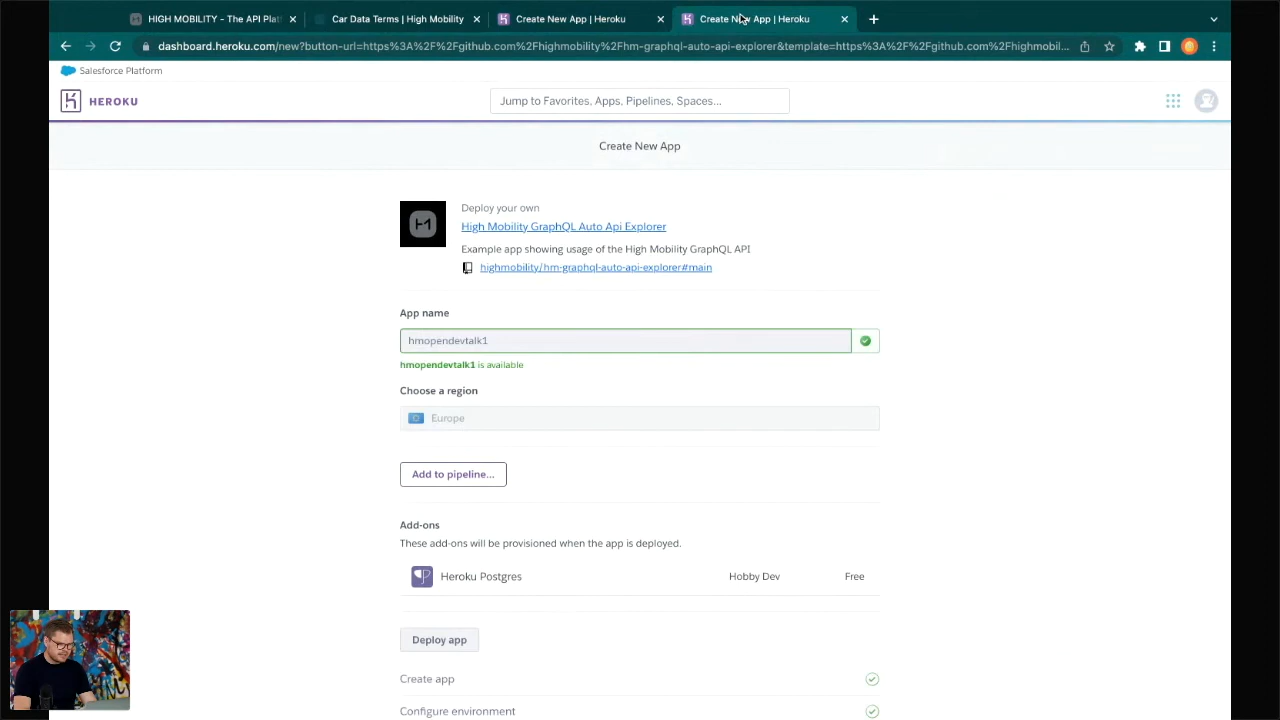 HIGH MOBILITY - The API Plat
Car Data Terms | High Mobility
Create New App | Heroku
Create New App | Heroku
dashboard.heroku.com/new?button-url=https%3A%2F%2Fgithub.com%2Fhighmobility%2Fhm-graphql-auto-api-explorer&template=https%3A%2F%2Fgithub.com%2Fhighmobil...
Salesforce Platform
HEROKU
Jump to Favorites, Apps, Pipelines, Spaces...
Create New App
Deploy your own
High Mobility GraphQL Auto Api Explorer
Example app showing usage of the High Mobility GraphQL API
highmobility/hm-graphql-auto-api-explorer#main
App name
hmopendevtalk1
hmopendevtalk1 is available
Choose a region
Europe
Add to pipeline...
Add-ons
These add-ons will be provisioned when the app is deployed.
Heroku Postgres Hobby Dev Free
Deploy app
Create app
Configure environment